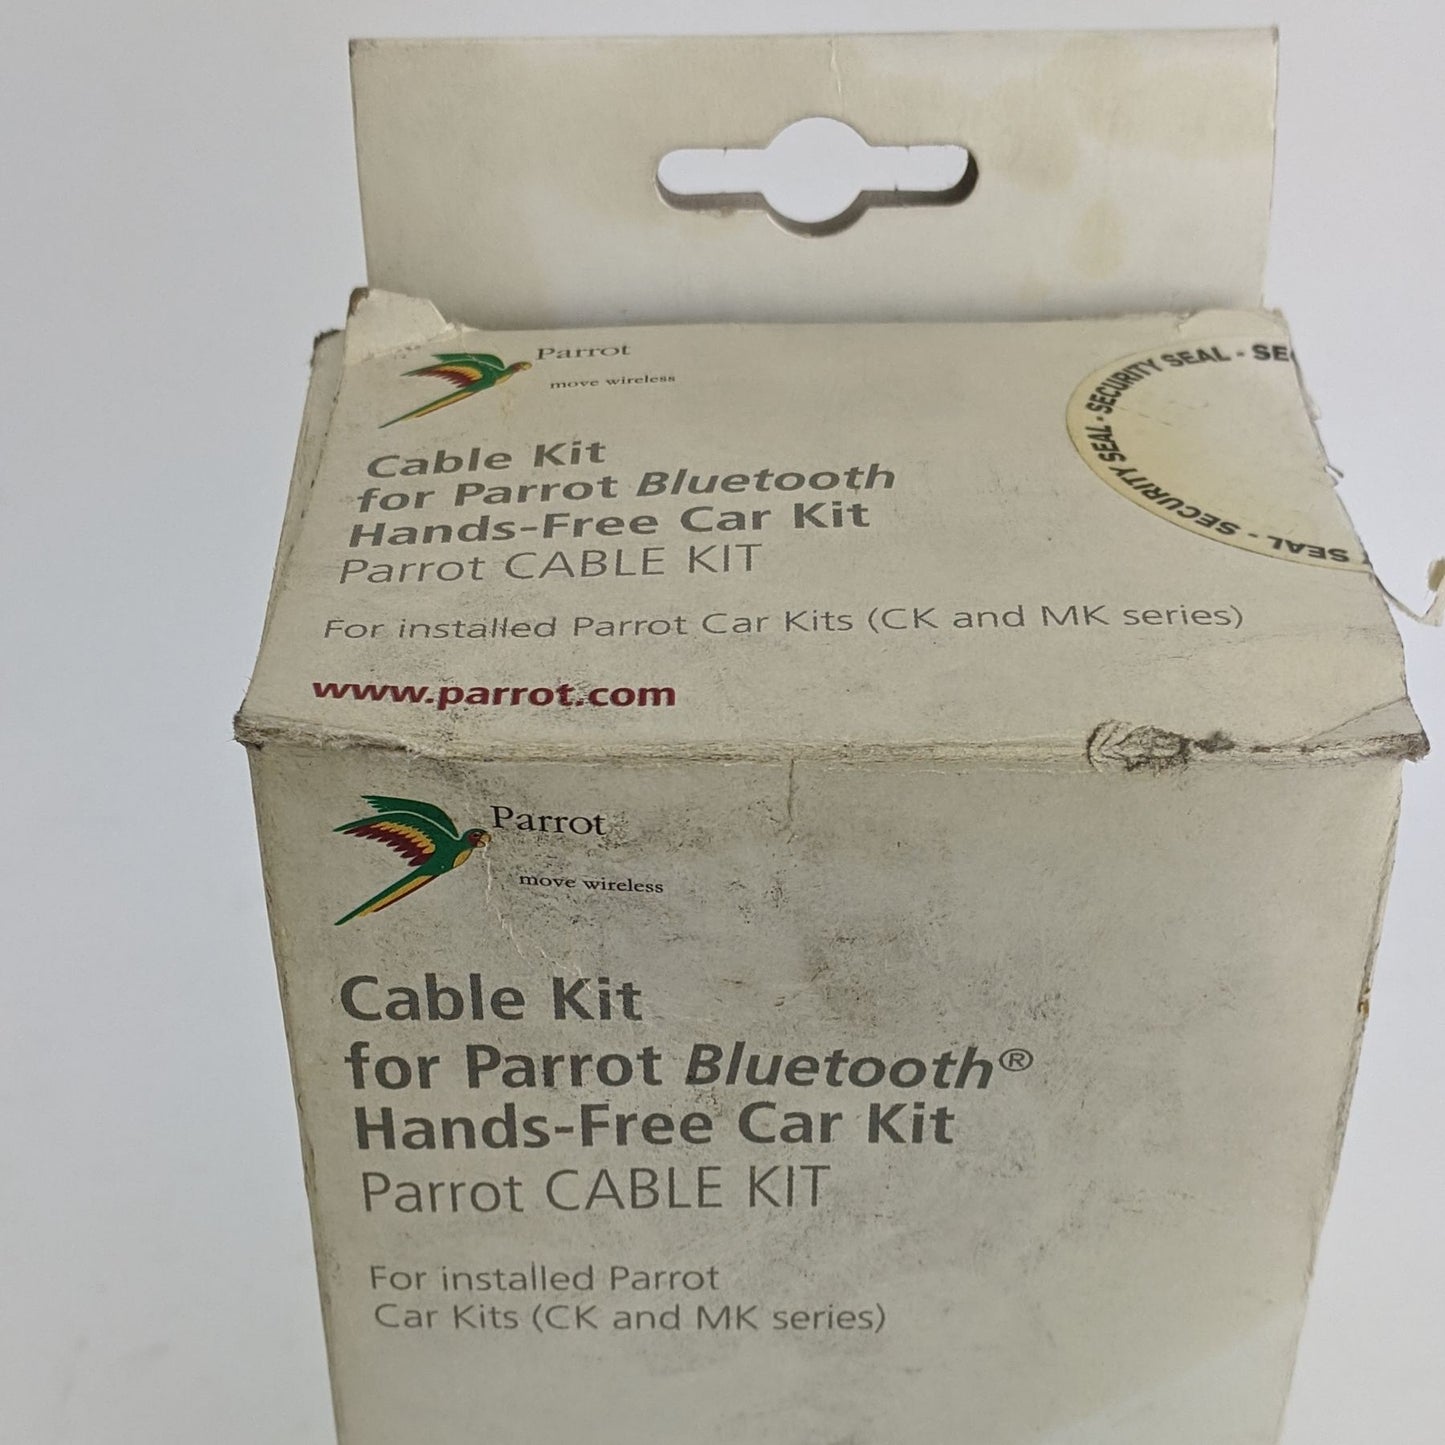 Parrot
move wireless
Cable Kit
for Parrot Bluetooth
Hands-Free Car Kit
Parrot CABLE KIT
For installed Parrot Car Kits (CK and MK series)
www.parrot.com
SEAL - SECURITY SEAL - SECURITY SEAL - SE
Parrot
move wireless
Cable Kit
for Parrot Bluetooth®
Hands-Free Car Kit
Parrot CABLE KIT
For installed Parrot
Car Kits (CK and MK series)